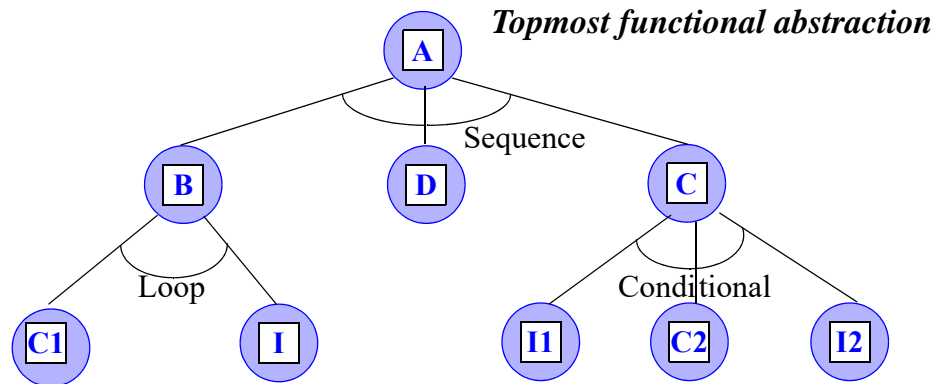 Topmost functional abstraction
A
Sequence
B
D
C
Loop
Conditional
C1
I
I1
C2
I2